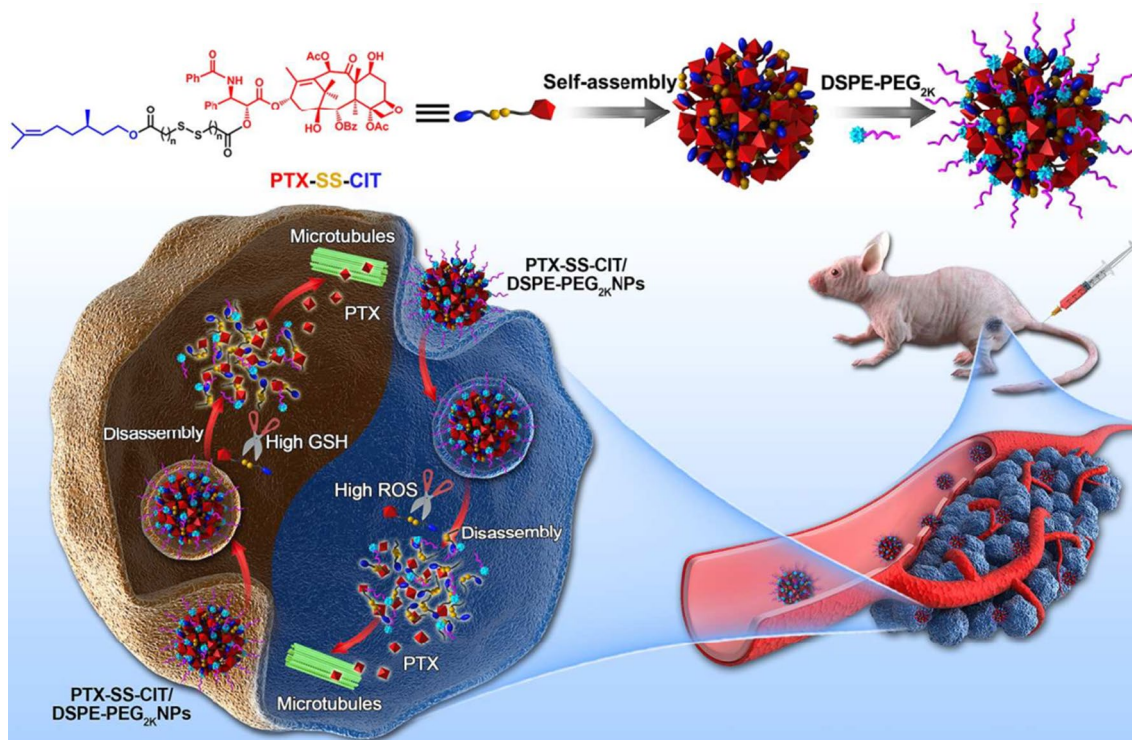 O
Ph
NH
Ph
O
O
O
n
S
S
n
O
O
O
AcO
O
OH
O
HO
OBz
OAc
O
PTX-SS-CIT
Self-assembly
DSPE-PEG2K
Microtubules
PTX
PTX-SS-CIT/
DSPE-PEG2KNPs
Disassembly
High GSH
High ROS
Disassembly
PTX
Microtubules
PTX-SS-CIT/
DSPE-PEG2KNPs